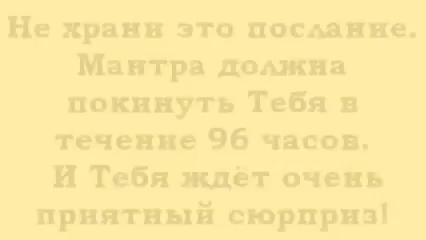 Не храни это послание.
Мантра должна
покинуть Тебя в
течение 96 часов.
И Тебя ждёт очень
приятный сюрприз!